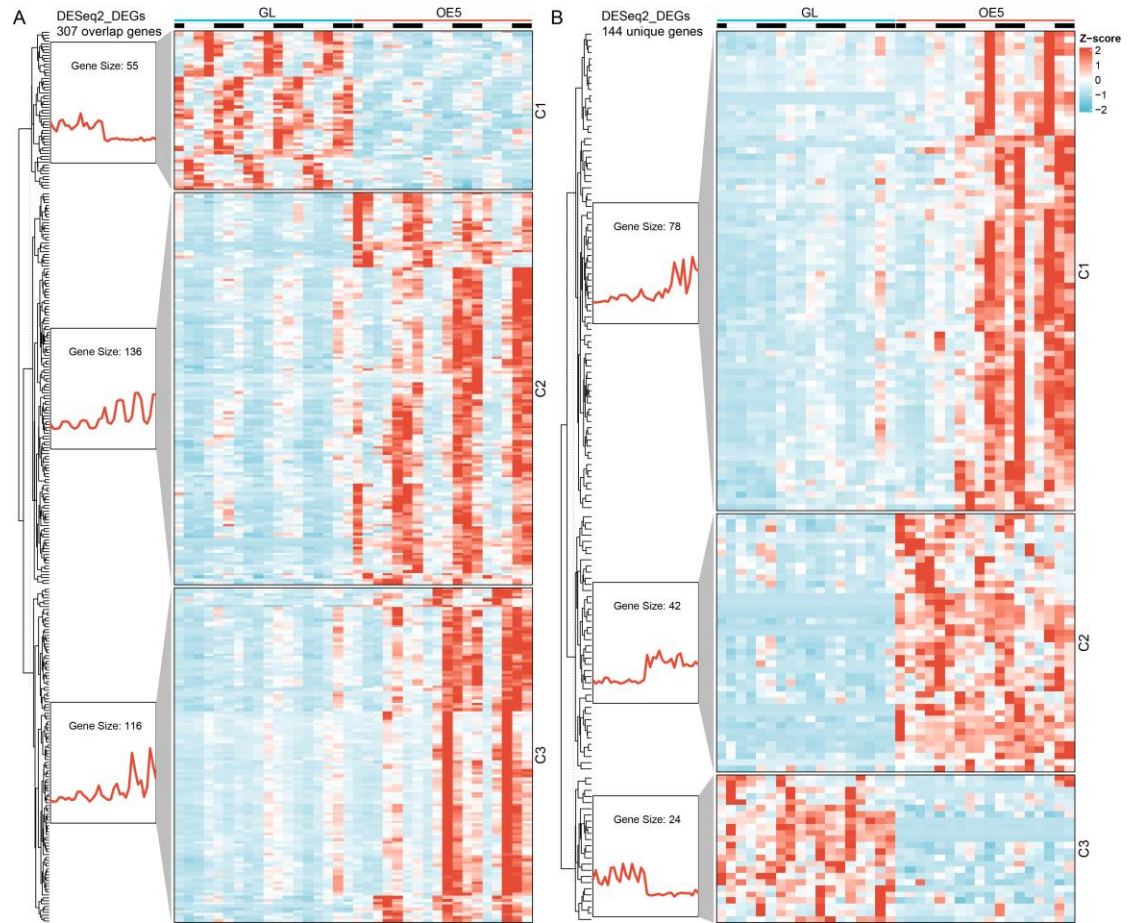 A
DESeq2_DEGs
307 overlap genes
GL
OE5
Gene Size: 55
C1
Gene Size: 136
C2
Gene Size: 116
C3
B
DESeq2_DEGs
144 unique genes
GL
OE5
Z-score
2
1
0
−1
−2
Gene Size: 78
C1
Gene Size: 42
C2
Gene Size: 24
C3